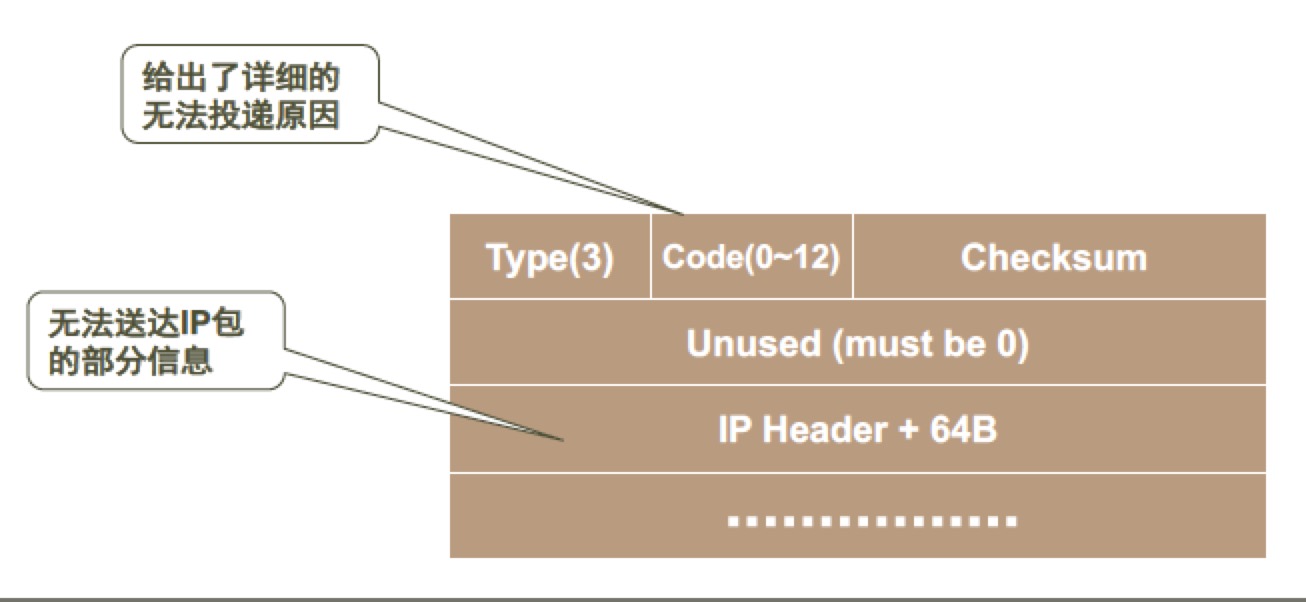 给出了详细的
无法投递原因
Type(3) Code(0~12) Checksum
无法送达IP包
的部分信息
Unused (must be 0)
IP Header + 64B
................